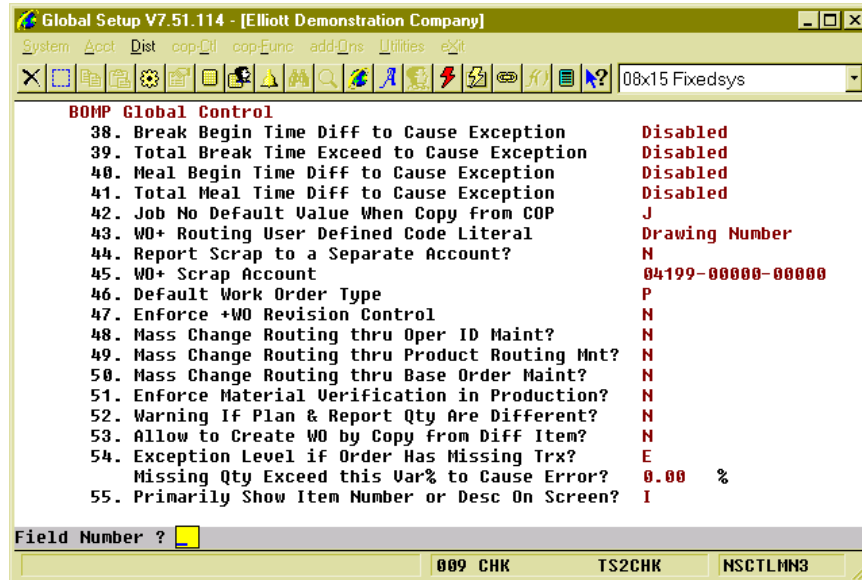 Global Setup V7.51.114 - [Elliott Demonstration Company]
System Acct Dist cop-Ctl cop-Func add-Ons Utilities eXit
08x15 Fixedsys
BOMP Global Control
38. Break Begin Time Diff to Cause Exception Disabled
39. Total Break Time Exceed to Cause Exception Disabled
40. Meal Begin Time Diff to Cause Exception Disabled
41. Total Meal Time Diff to Cause Exception Disabled
42. Job No Default Value When Copy from COP J
43. WO+ Routing User Defined Code Literal Drawing Number
44. Report Scrap to a Separate Account? N
45. WO+ Scrap Account 04199-00000-00000
46. Default Work Order Type P
47. Enforce +WO Revision Control N
48. Mass Change Routing thru Oper ID Maint? N
49. Mass Change Routing thru Product Routing Mnt? N
50. Mass Change Routing thru Base Order Maint? N
51. Enforce Material Verification in Production? N
52. Warning If Plan & Report Qty Are Different? N
53. Allow to Create WO by Copy from Diff Item? N
54. Exception Level if Order Has Missing Trx? E
Missing Qty Exceed this Var% to Cause Error? 0.00 %
55. Primarily Show Item Number or Desc On Screen? I
Field Number ?
009 CHK TS2CHK NSCTLMN3